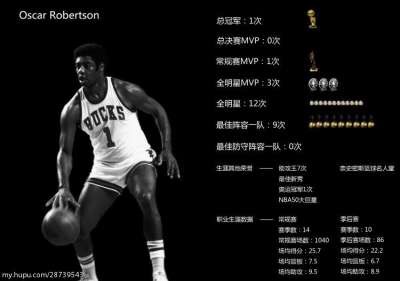 Oscar Robertson
总冠军：1次
总决赛MVP：0次
常规赛MVP：1次
全明星MVP：3次
全明星：12次
最佳阵容一队：9次
最佳防守阵容一队：0次
生涯其他荣誉 —— 助攻王7次 奈史密斯篮球名人堂
最佳新秀
奥运冠军1次
NBA50大巨星
职业生涯数据 —— 常规赛 季后赛
赛季数：14 赛季数：10
常规赛场数：1040 季后赛场数：86
场均得分：25.7 场均得分：22.2
场均篮板：7.5 场均篮板：6.7
场均助攻：9.5 场均助攻：8.9
BUCKS
1
my.hupu.com/28739543